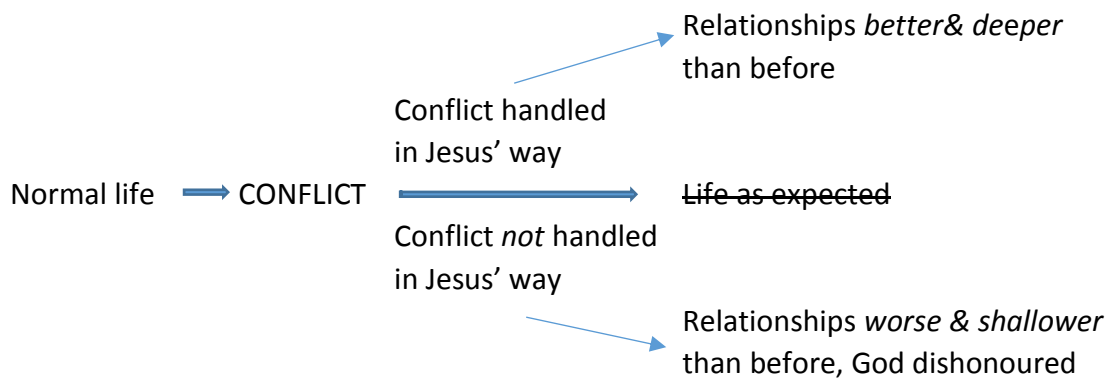 Relationships better& deeper
than before
Conflict handled
in Jesus’ way
Normal life CONFLICT Life as expected
Conflict not handled
in Jesus’ way
Relationships worse & shallower
than before, God dishonoured